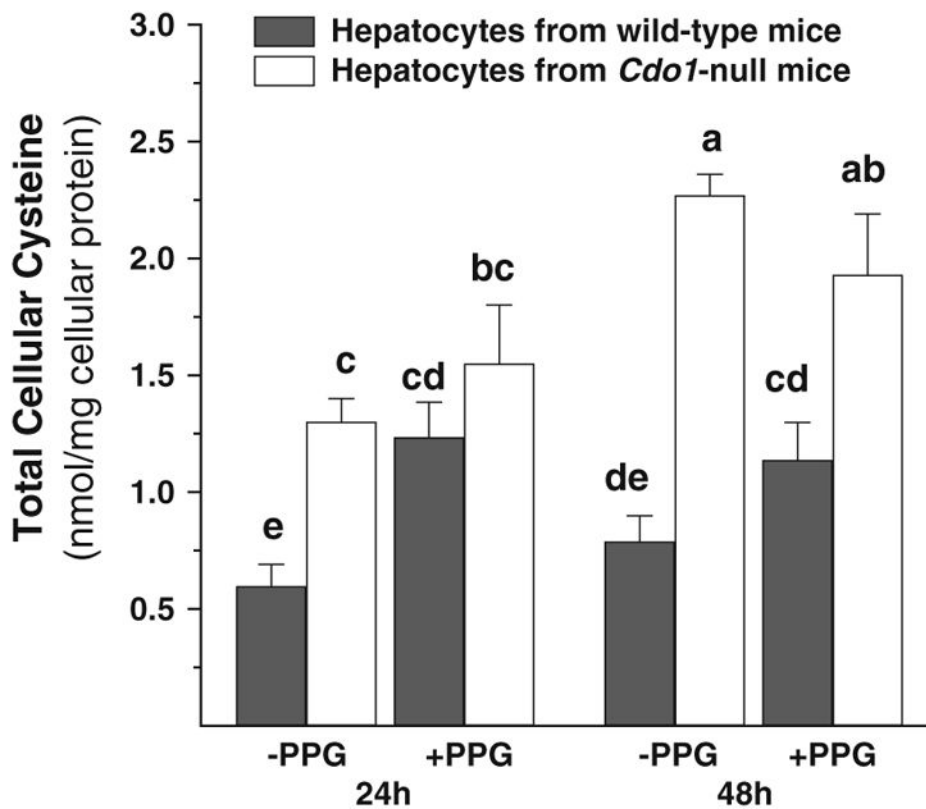 Hepatocytes from wild-type mice
Hepatocytes from Cdo1-null mice
Total Cellular Cysteine
(nmol/mg cellular protein)
3.0
2.5
2.0
1.5
1.0
0.5
e
c
cd
bc
de
a
cd
ab
-PPG +PPG -PPG +PPG
24h 48h